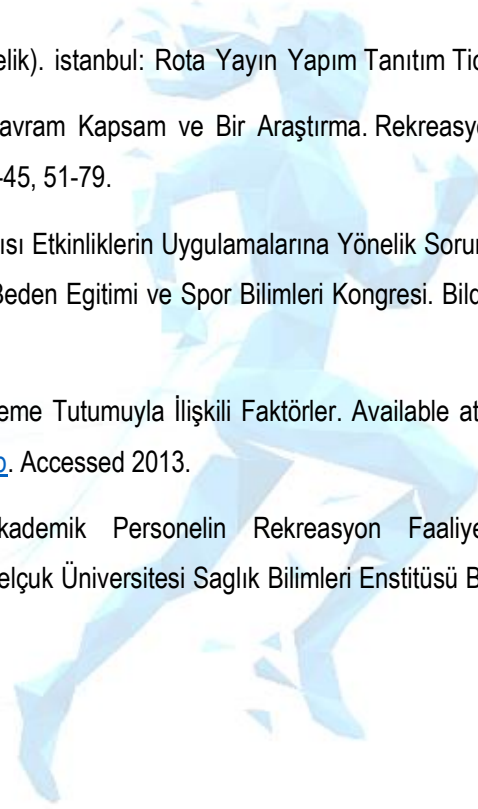 elik). istanbul: Rota Yayın Yapım Tanıtım Tic
avram Kapsam ve Bir Araştırma. Rekreasyo
-45, 51-79.
ısı Etkinliklerin Uygulamalarına Yönelik Sorun
Beden Egitimi ve Spor Bilimleri Kongresi. Bild
eme Tutumuyla İlişkili Faktörler. Available at
p. Accessed 2013.
kademik Personelin Rekreasyon Faaliye
elçuk Üniversitesi Saglık Bilimleri Enstitüsü B